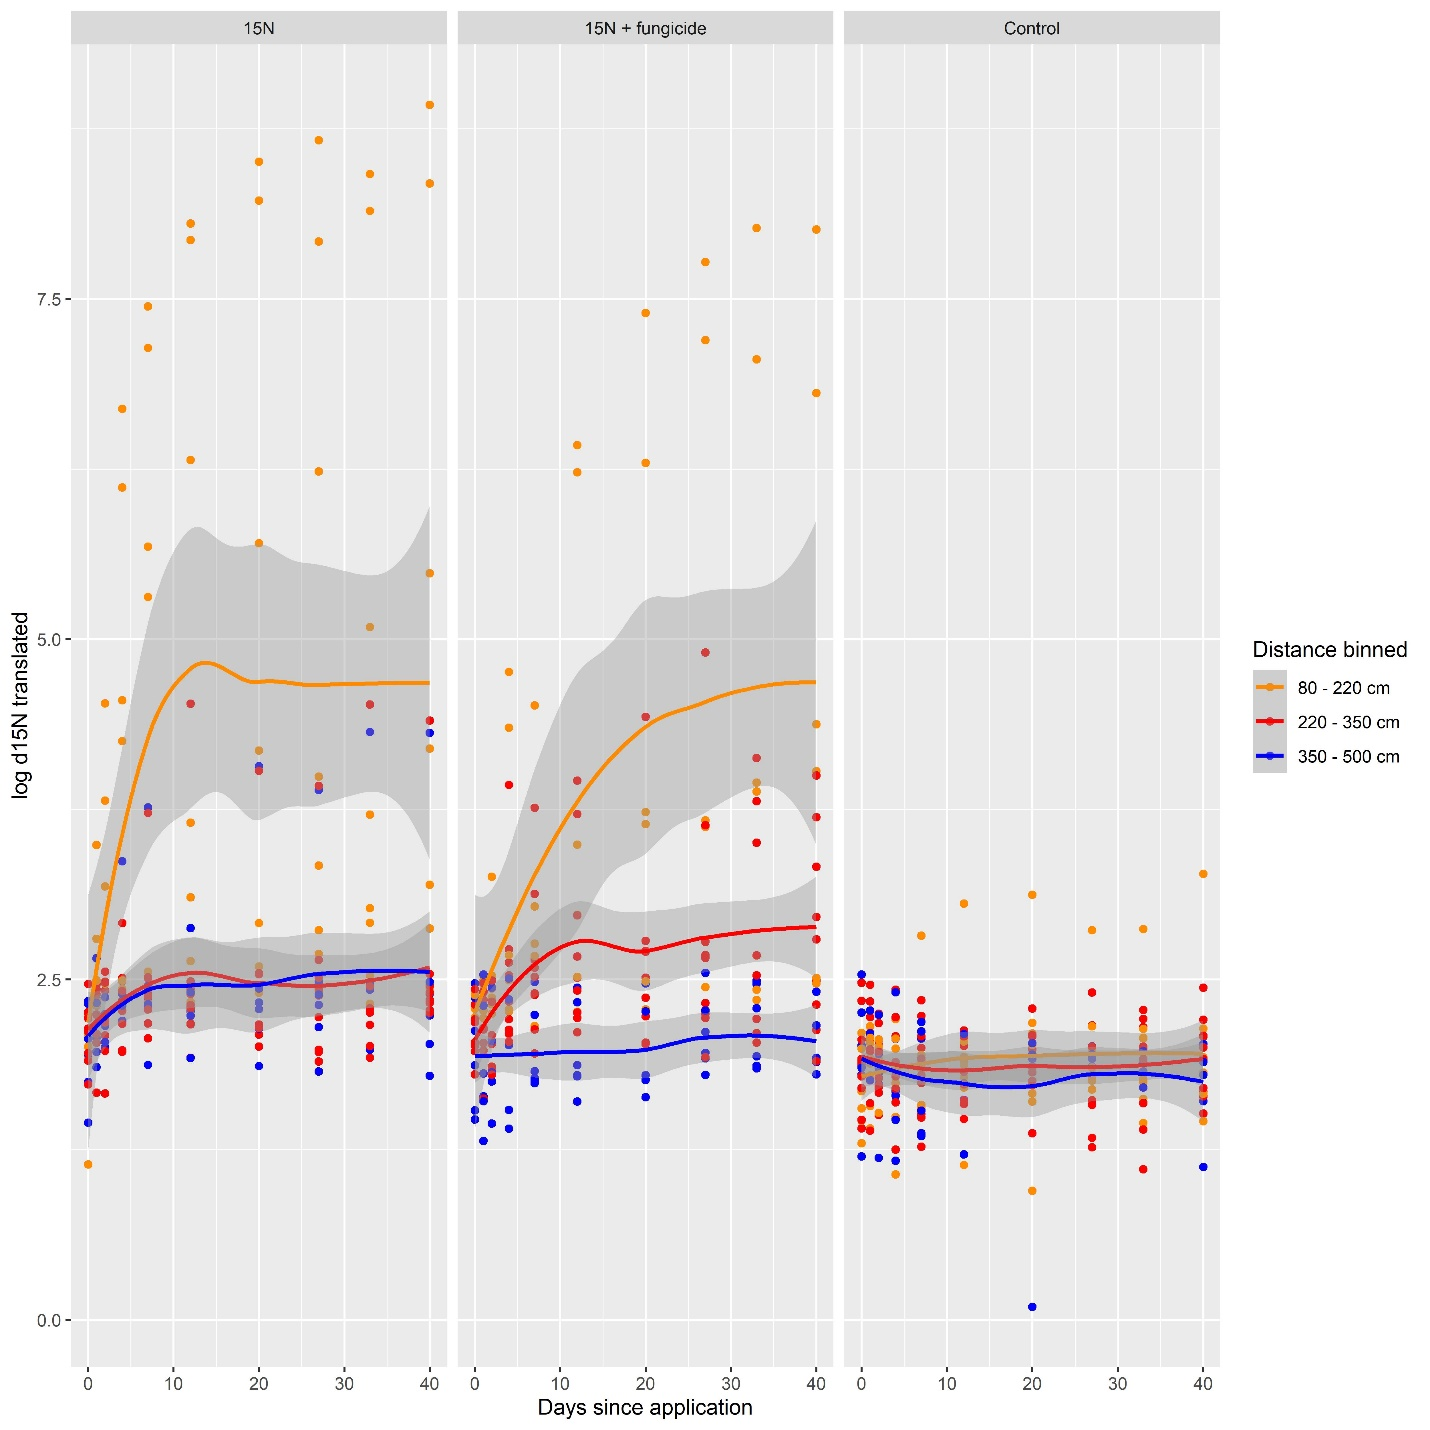 15N
15N + fungicide
Control
log d15N translated
7.5
5.0
2.5
0.0
0 10 20 30 40
0 10 20 30 40
0 10 20 30 40
Days since application
Distance binned
80 - 220 cm
220 - 350 cm
350 - 500 cm